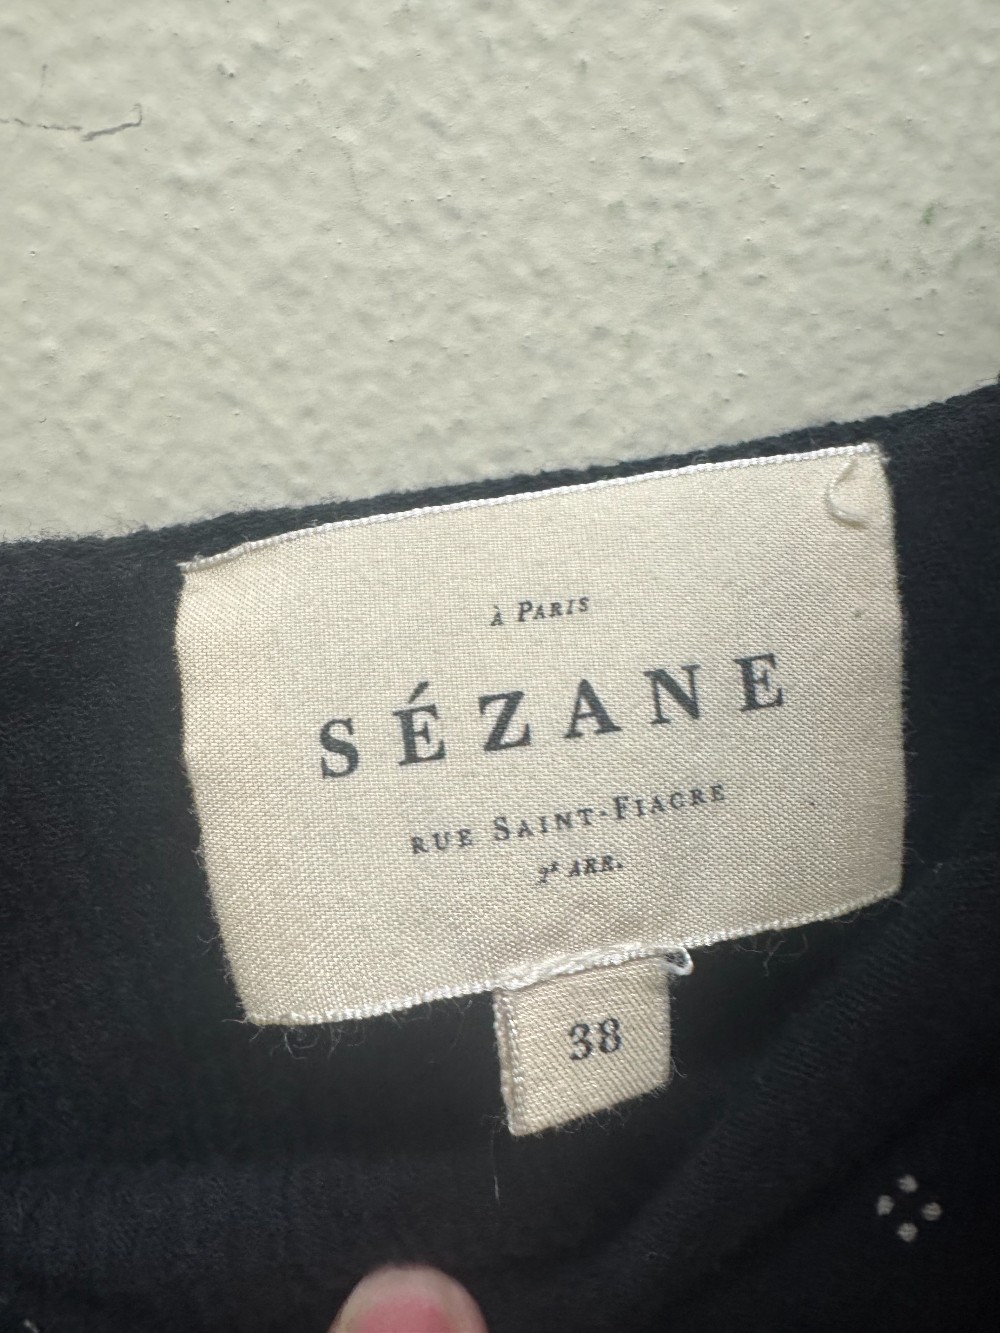 À PARIS
SÉZANE
RUE SAINT-FIACRE
2ᵉ ARR.
38